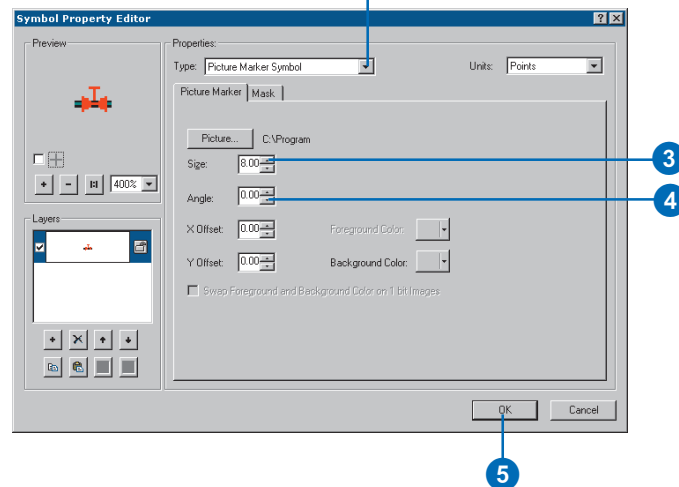 Symbol Property Editor
Preview
400%
Layers
Properties:
Type: Picture Marker Symbol
Units: Points
Picture Marker
Mask
Picture... C:\Program
Size: 8.00
Angle: 0.00
X Offset: 0.00
Foreground Color:
Y Offset: 0.00
Background Color:
Swap Foreground and Background Color on 1 bit Images
OK
Cancel
3
4
5